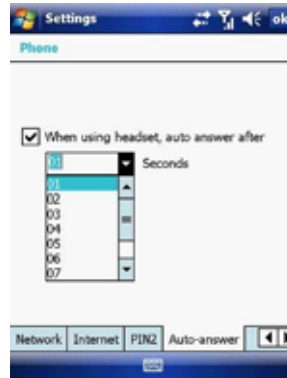 Settings
ok
Phone
When using headset, auto answer after
01
Seconds
01
02
03
04
05
06
07
Network Internet PIN2 Auto-answer